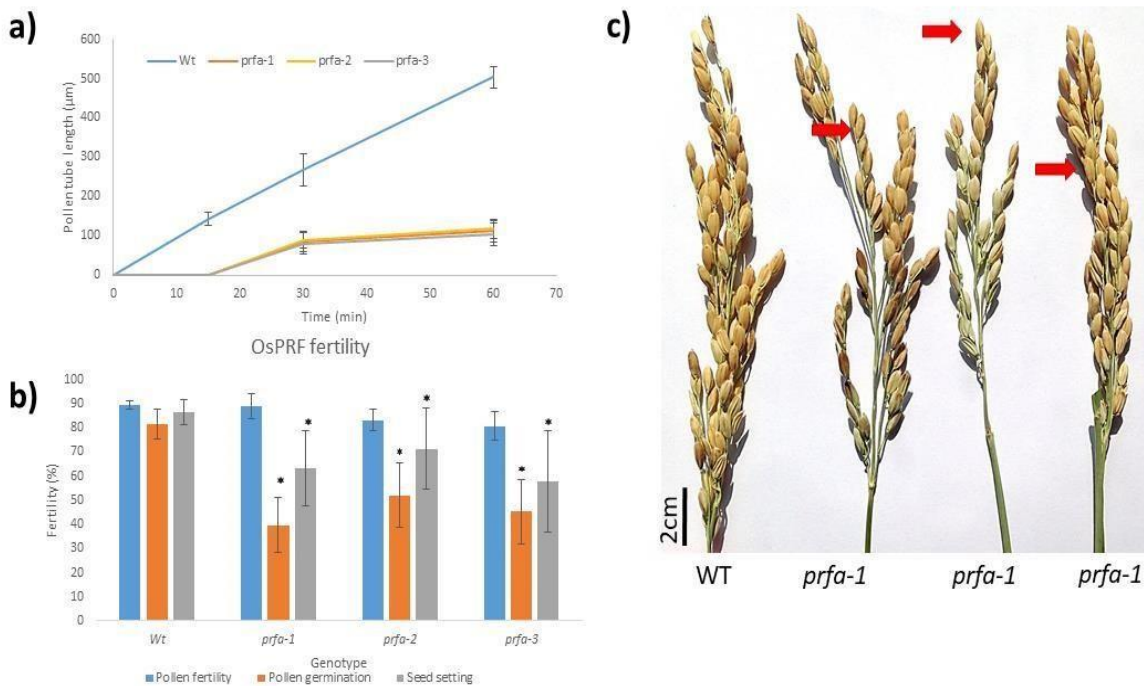 a)
600
500
400
300
200
100
0
Pollen tube length (µm)
Wt prfa-1 prfa-2 prfa-3
0 10 20 30 40 50 60 70
Time (min)
OsPRF fertility
b)
100
90
80
70
60
50
40
30
20
10
0
Fertility (%)
* * * * * *
Wt prfa-1 prfa-2 prfa-3
Genotype
Pollen fertility Pollen germination Seed setting
c)
2cm
WT prfa-1 prfa-1 prfa-1